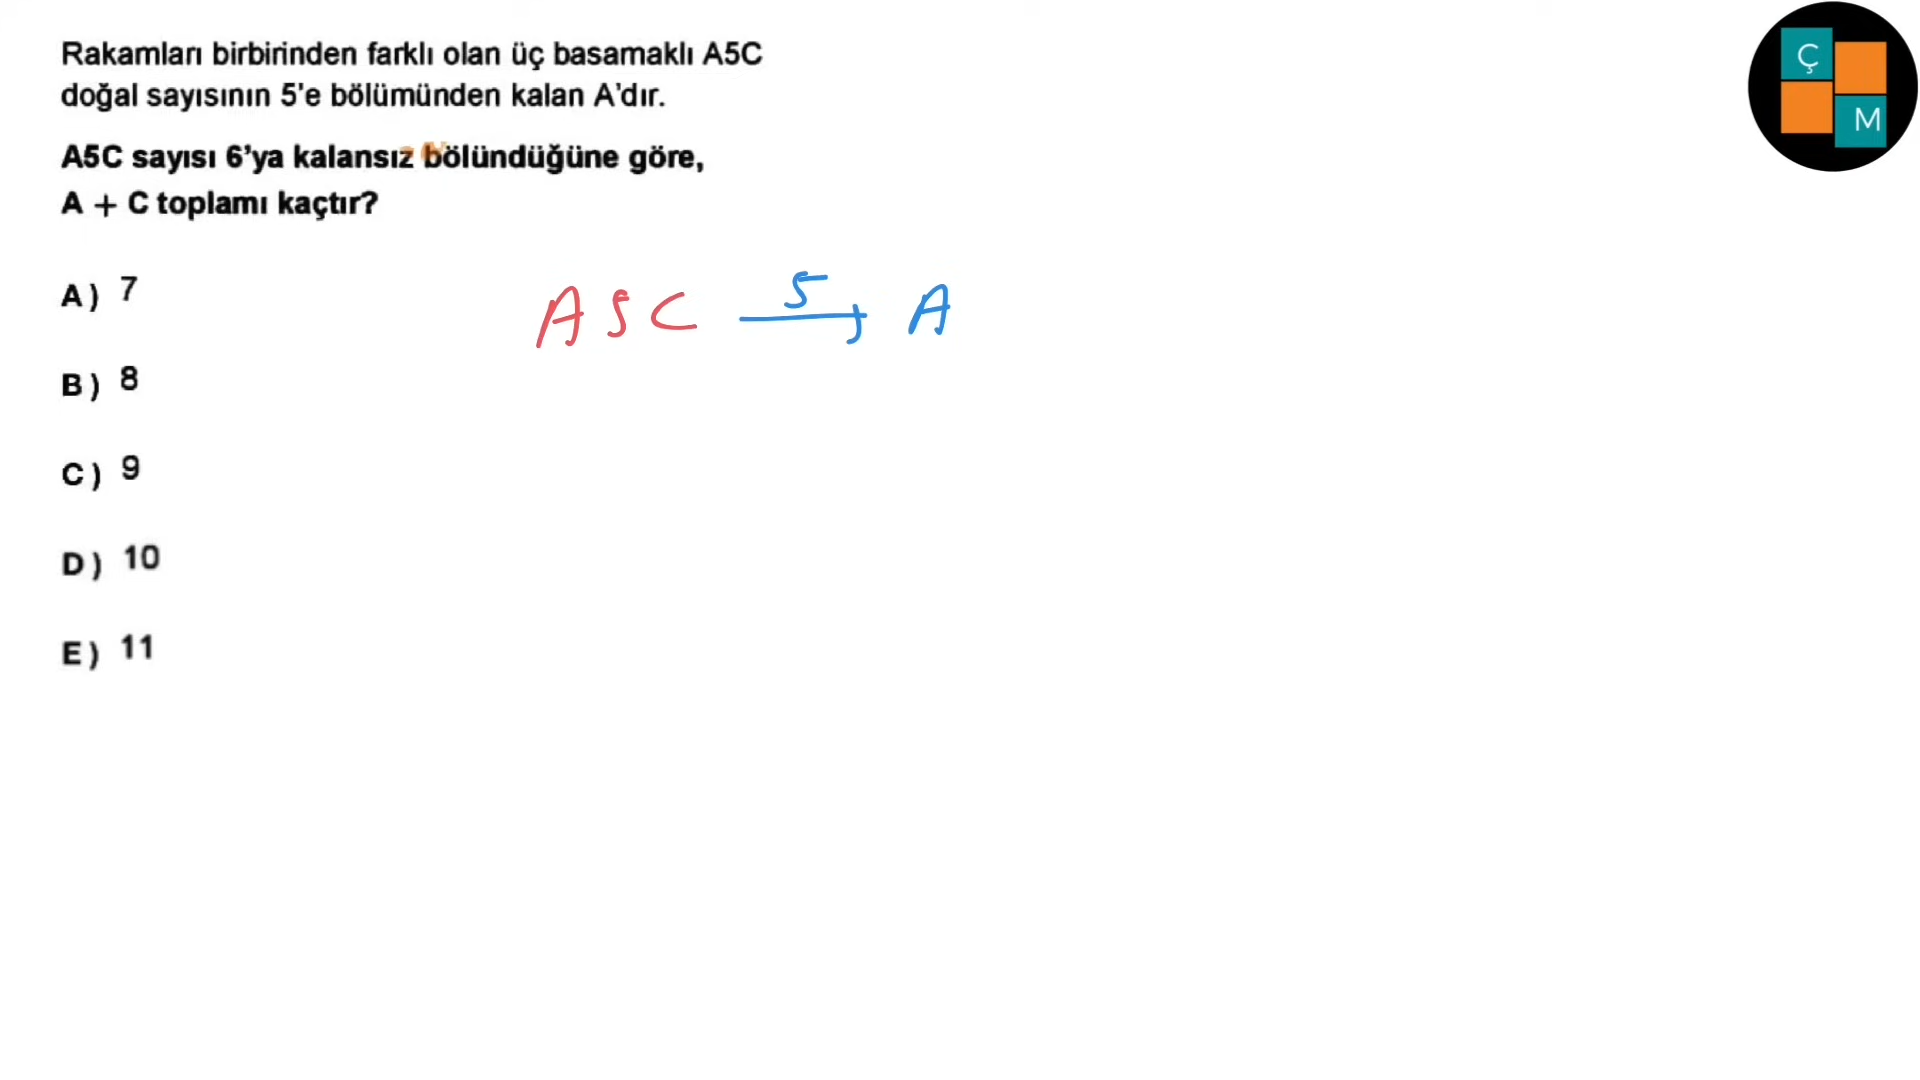 Rakamları birbirinden farklı olan üç basamaklı A5C
doğal sayısının 5'e bölümünden kalan A'dır.
A5C sayısı 6'ya kalansız bölündüğüne göre,
A + C toplamı kaçtır?
A) 7
B) 8
C) 9
D) 10
E) 11
A5C 5 A
Ç
M